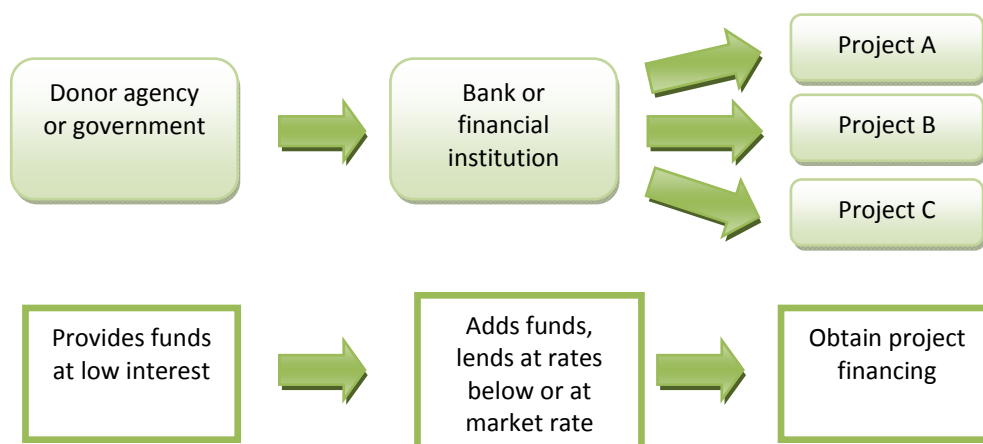 Donor agency
or government
Bank or
financial
institution
Project A
Project B
Project C
Provides funds
at low interest
Adds funds,
lends at rates
below or at
market rate
Obtain project
financing